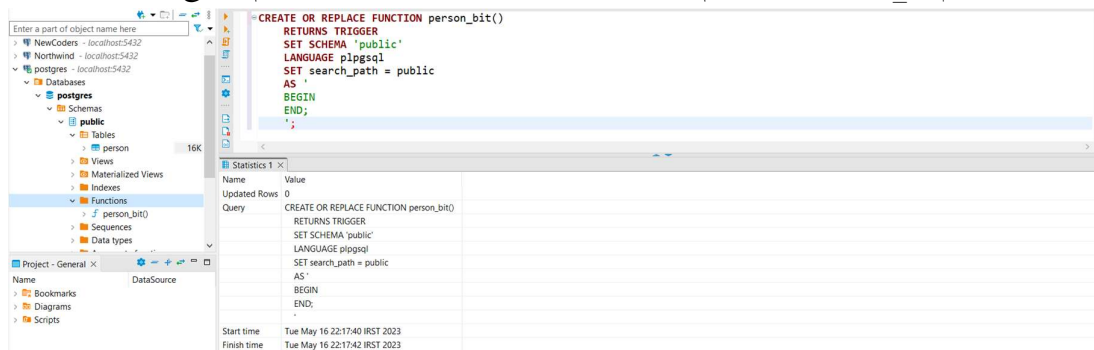 Enter a part of object name here
NewCoders - localhost:5432
Northwind - localhost:5432
postgres - localhost:5432
Databases
postgres
Schemas
public
Tables
person 16K
Views
Materialized Views
Indexes
Functions
person_bit()
Sequences
Data types
Project - General
Name DataSource
Bookmarks
Diagrams
Scripts
CREATE OR REPLACE FUNCTION person_bit()
RETURNS TRIGGER
SET SCHEMA 'public'
LANGUAGE plpgsql
SET search_path = public
AS '
BEGIN
END;
';
Statistics 1
Name Value
Updated Rows 0
Query CREATE OR REPLACE FUNCTION person_bit()
RETURNS TRIGGER
SET SCHEMA 'public'
LANGUAGE plpgsql
SET search_path = public
AS '
BEGIN
END;
'
Start time Tue May 16 22:17:40 IRST 2023
Finish time Tue May 16 22:17:42 IRST 2023